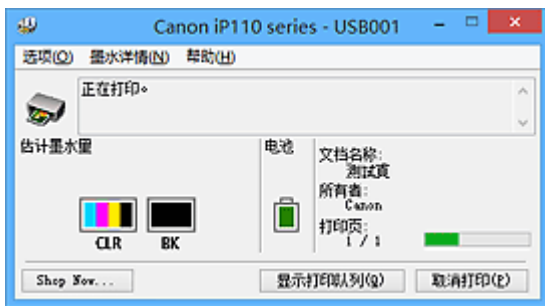 Canon iP110 series - USB001
选项(O) 墨水详情(N) 帮助(H)
正在打印。
估计墨水量
CLR BK
电池
文档名称:
测试页
所有者:
Canon
打印页:
1 / 1
Shop Now... 显示打印队列(Q) 取消打印(P)